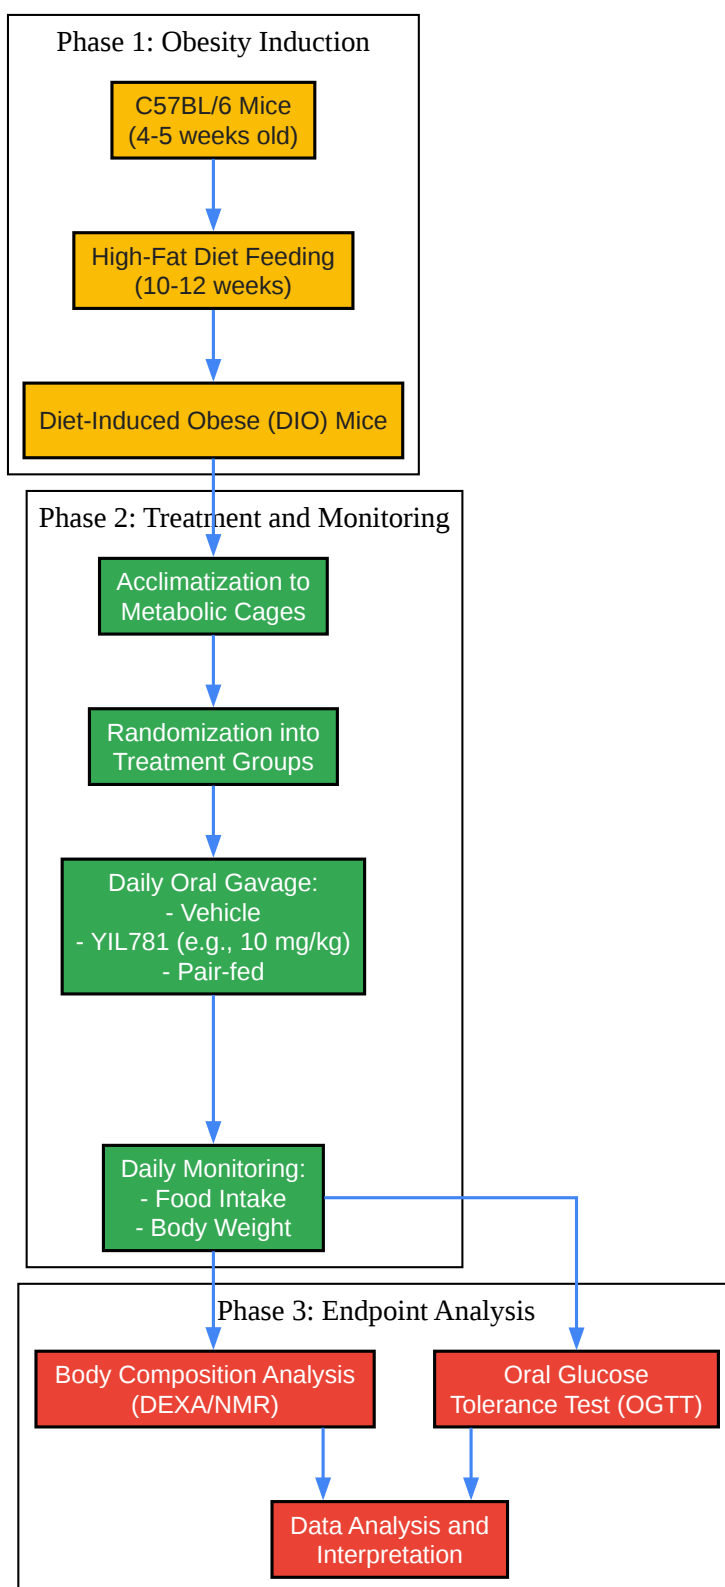 Phase 1: Obesity Induction
C57BL/6 Mice
(4-5 weeks old)
High-Fat Diet Feeding
(10-12 weeks)
Diet-Induced Obese (DIO) Mice
Phase 2: Treatment and Monitoring
Acclimatization to
Metabolic Cages
Randomization into
Treatment Groups
Daily Oral Gavage:
- Vehicle
- YIL781 (e.g., 10 mg/kg)
- Pair-fed
Daily Monitoring:
- Food Intake
- Body Weight
Phase 3: Endpoint Analysis
Body Composition Analysis
(DEXA/NMR)
Oral Glucose
Tolerance Test (OGTT)
Data Analysis and
Interpretation